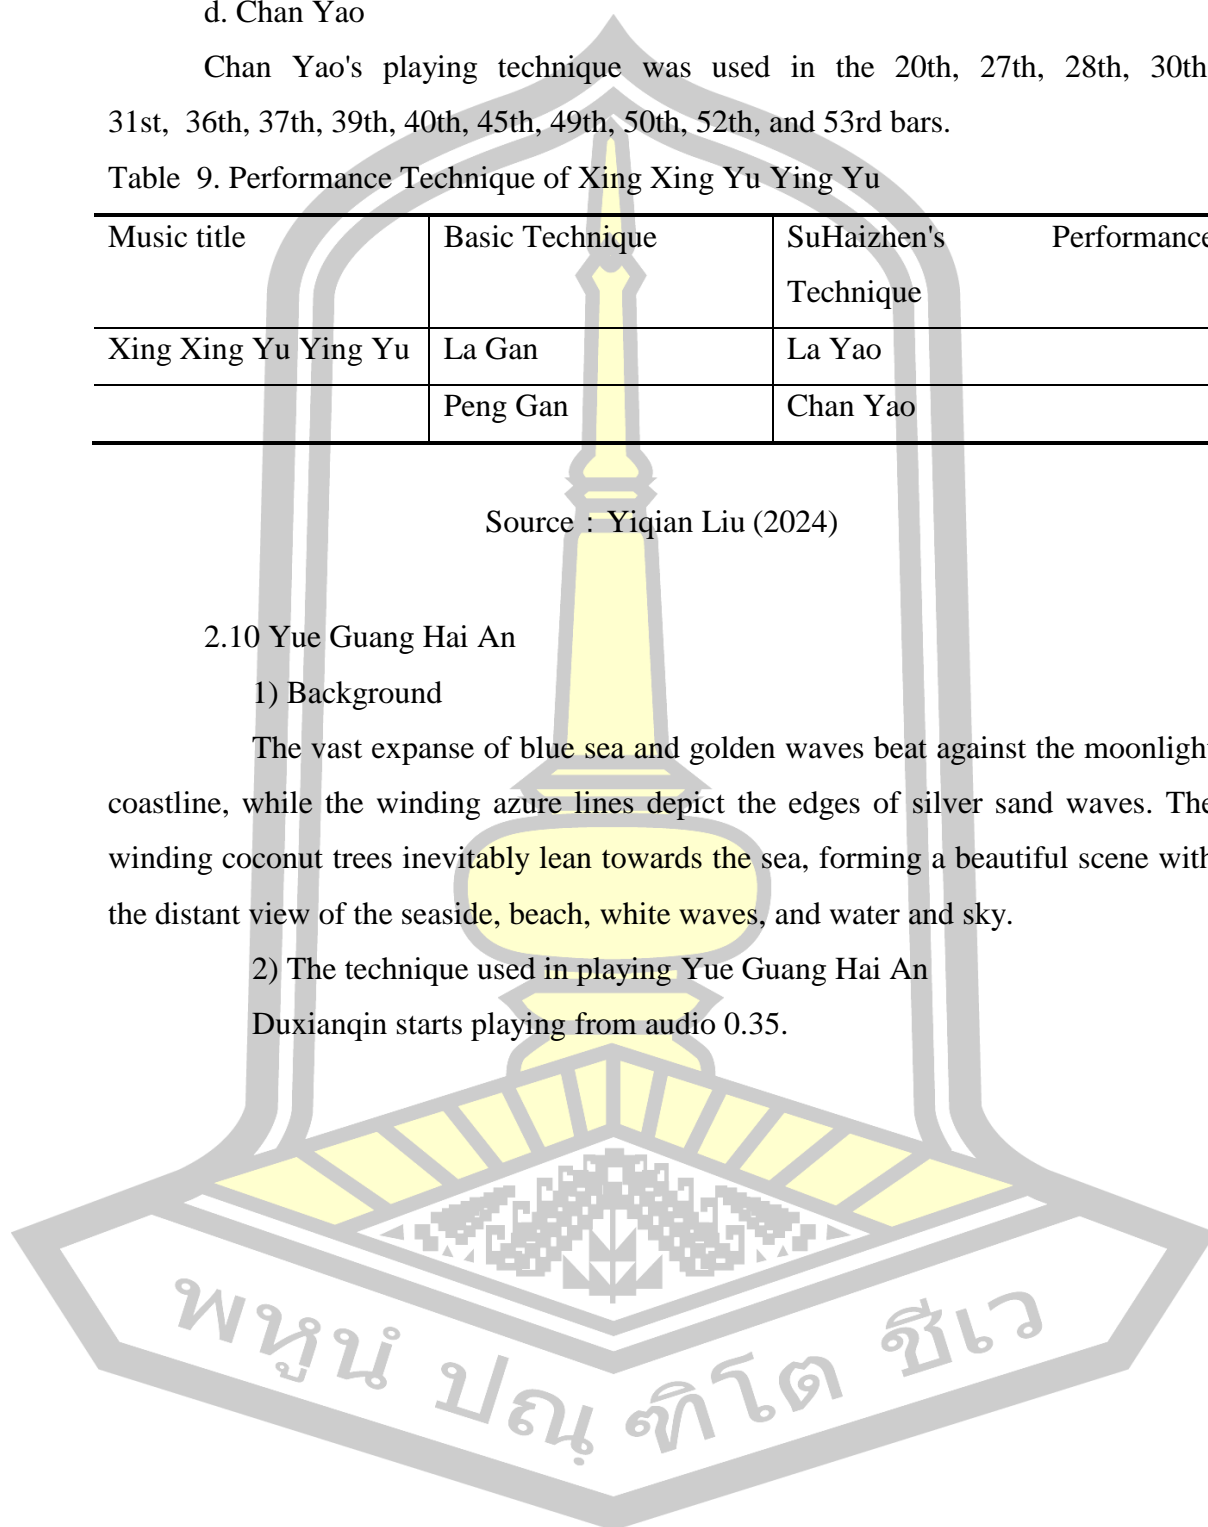 d. Chan Yao
Chan Yao's playing technique was used in the 20th, 27th, 28th, 30th
31st, 36th, 37th, 39th, 40th, 45th, 49th, 50th, 52th, and 53rd bars.
Table 9. Performance Technique of Xing Xing Yu Ying Yu
Music title Basic Technique SuHaizhen's Performance
Technique
Xing Xing Yu Ying Yu La Gan La Yao
Peng Gan Chan Yao
Source : Yiqian Liu (2024)
2.10 Yue Guang Hai An
1) Background
The vast expanse of blue sea and golden waves beat against the moonlight
coastline, while the winding azure lines depict the edges of silver sand waves. The
winding coconut trees inevitably lean towards the sea, forming a beautiful scene with
the distant view of the seaside, beach, white waves, and water and sky.
2) The technique used in playing Yue Guang Hai An
Duxianqin starts playing from audio 0.35.
พหูนํ ปณฺฑิโต ชีเว